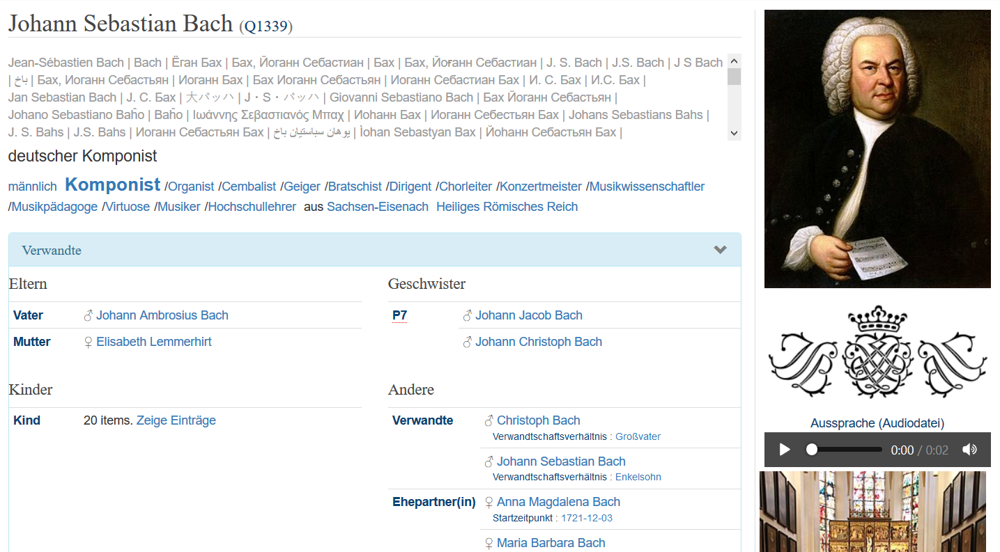 Johann Sebastian Bach (Q1339)
Jean-Sébastien Bach | Bach | Ёган Бах | Бах, Йоганн Себастиан | Бах | Бах, Йоғанн Себастиан | J. S. Bach | J.S. Bach | J S Bach
| باخ | Бах, Иоганн Себастьян | Иоганн Бах | Бах Иоганн Себастьян | Иоганн Себастиан Бах | И. С. Бах | И.С. Бах |
Jan Sebastian Bach | J. С. Бах | 大バッハ | J・S・バッハ | Giovanni Sebastiano Bach | Бах Йоганн Себастьян |
Johano Sebastiano Baĥo | Baĥo | Ιωάννης Σεβαστιανός Μπαχ | Иоһанн Бах | Иоганн Себестьян Бах | Johans Sebastians Bahs |
J. S. Bahs | J.S. Bahs | Иоганн Себастьян Бах | یوهان سباستیان باخ | İohan Sebastyan Bax | Йоһанн Себастьян Бах |
deutscher Komponist
männlich Komponist /Organist /Cembalist /Geiger /Bratschist /Dirigent /Chorleiter /Konzertmeister /Musikwissenschaftler
/Musikpädagoge /Virtuose /Musiker /Hochschullehrer aus Sachsen-Eisenach Heiliges Römisches Reich
Verwandte
Eltern
Vater ♂ Johann Ambrosius Bach
Mutter ♀ Elisabeth Lemmerhirt
Geschwister
P7 ♂ Johann Jacob Bach
♂ Johann Christoph Bach
Kinder
Kind 20 items. Zeige Einträge
Andere
Verwandte ♂ Christoph Bach
Verwandtschaftsverhältnis : Großvater
♂ Johann Sebastian Bach
Verwandtschaftsverhältnis : Enkelsohn
Ehepartner(in) ♀ Anna Magdalena Bach
Startzeitpunkt : 1721-12-03
♀ Maria Barbara Bach
Aussprache (Audiodatei)
0:00 / 0:02